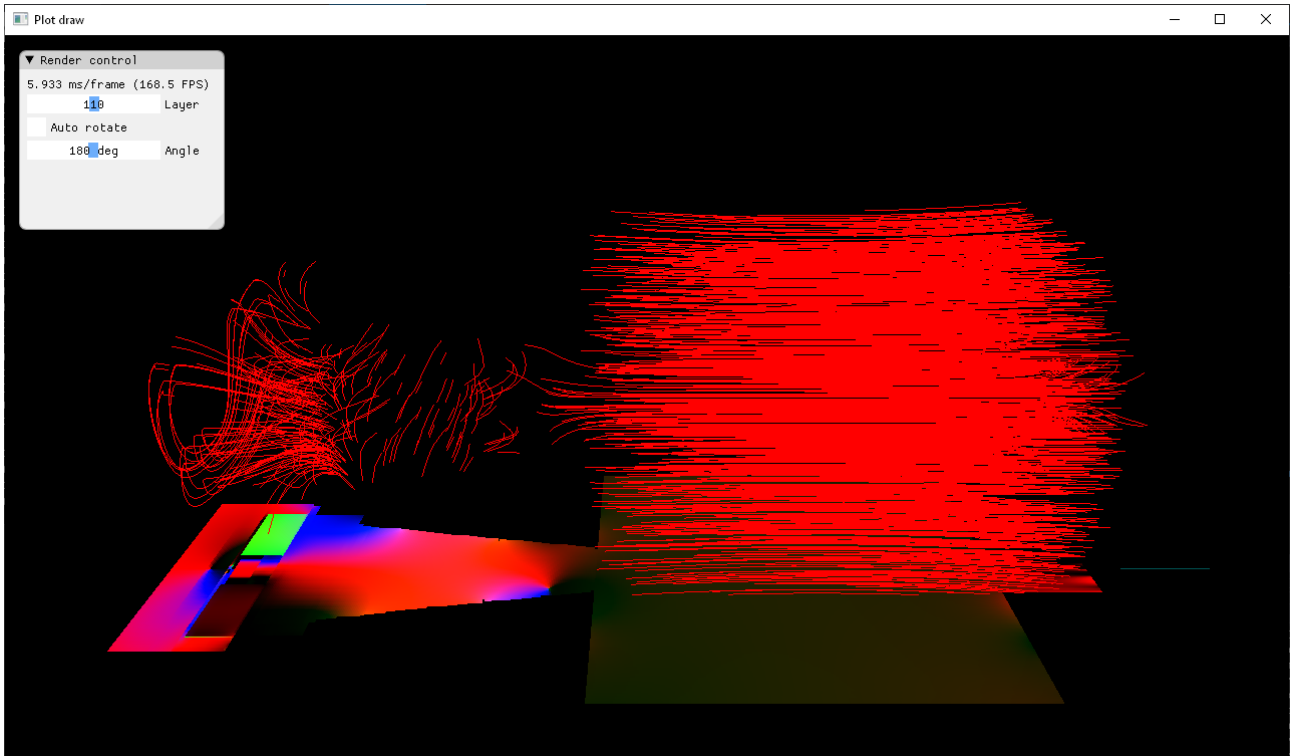 Plot draw
▼ Render control
5.933 ms/frame (168.5 FPS)
110 Layer
Auto rotate
180 deg Angle